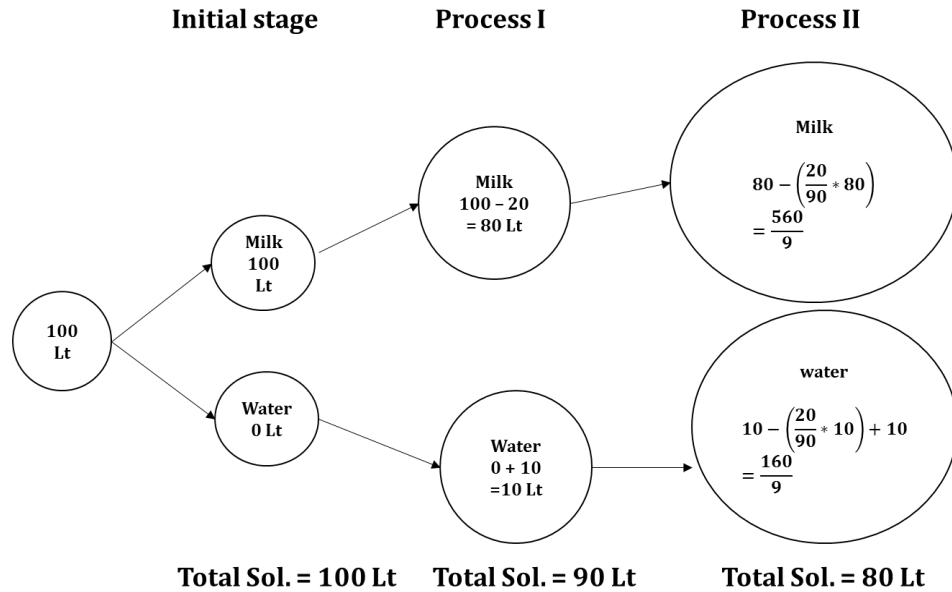 Initial stage
Process I
Process II
100
Lt
Milk
100
Lt
Water
0 Lt
Milk
100 – 20
= 80 Lt
Water
0 + 10
=10 Lt
Milk
80 − (20/90 * 80)
= 560/9
water
10 − (20/90 * 10) + 10
= 160/9
Total Sol. = 100 Lt
Total Sol. = 90 Lt
Total Sol. = 80 Lt